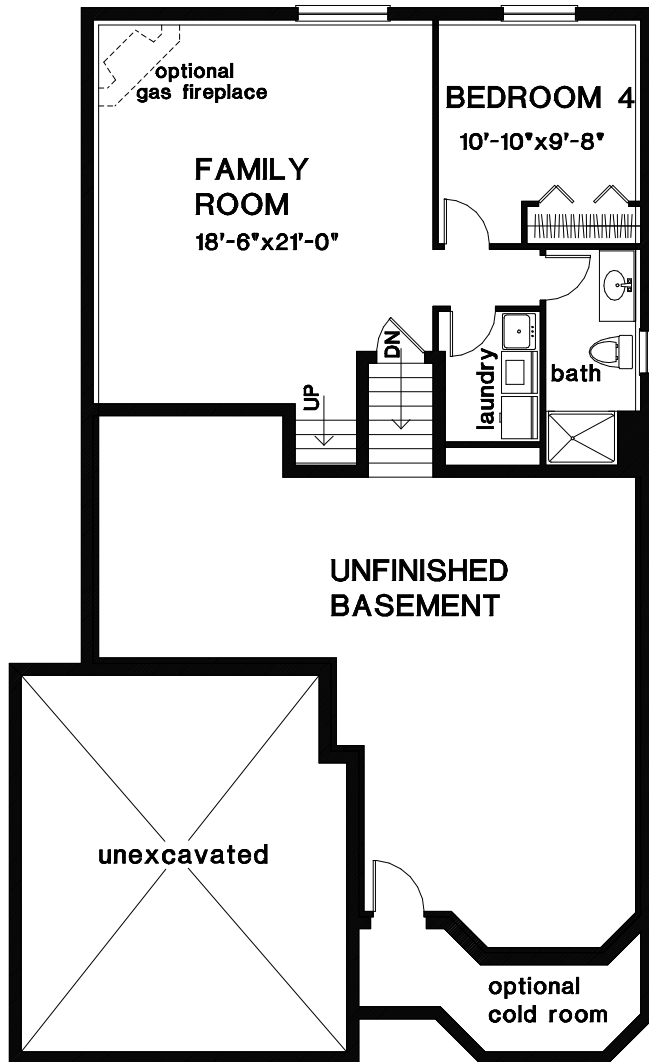 optional
gas fireplace
BEDROOM 4
10'-10"x9'-8"
FAMILY
ROOM
18'-6"x21'-0"
UP
DN
laundry
bath
UNFINISHED
BASEMENT
unexcavated
optional
cold room